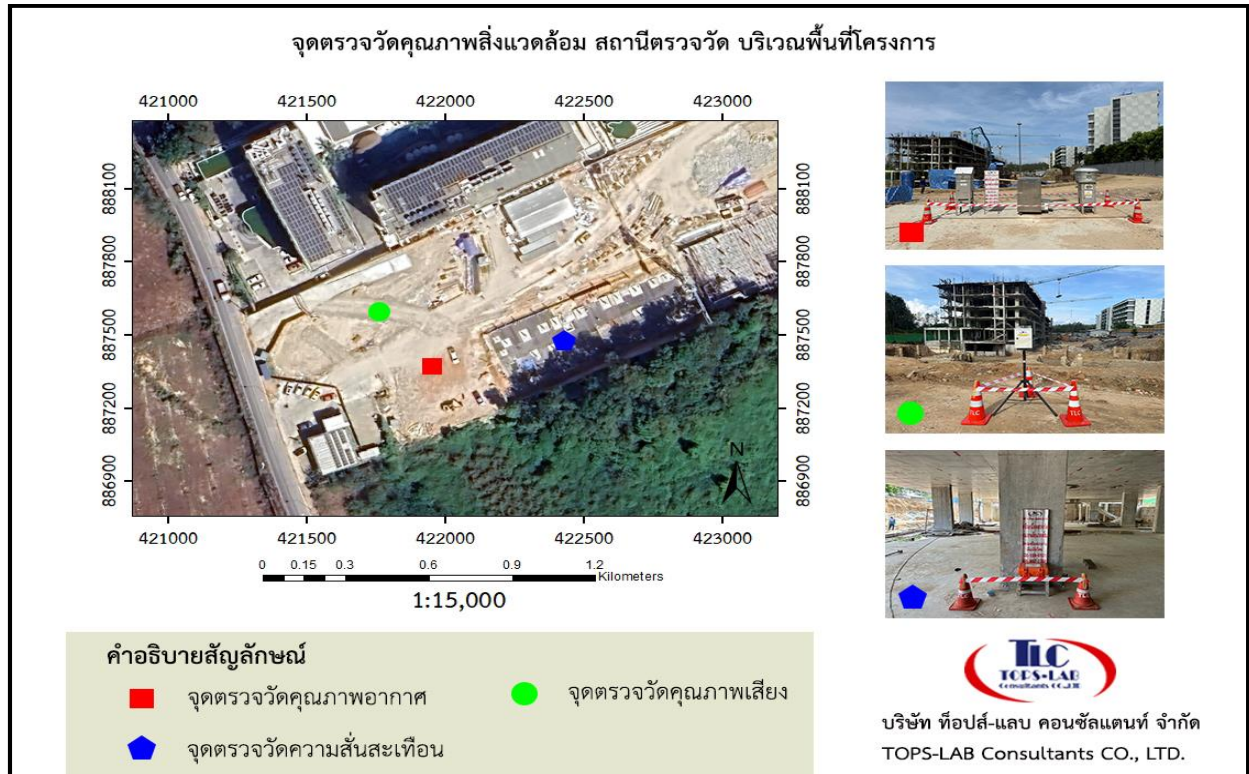 จุดตรวจวัดคุณภาพสิ่งแวดล้อม สถานีตรวจวัด บริเวณพื้นที่โครงการ
421000 421500 422000 422500 423000
888100 888100
887800 887800
887500 887500
887200 887200
886900 886900
N
421000 421500 422000 422500 423000
0 0.15 0.3 0.6 0.9 1.2
Kilometers
1:15,000
คำอธิบายสัญลักษณ์
จุดตรวจวัดคุณภาพอากาศ
จุดตรวจวัดคุณภาพเสียง
จุดตรวจวัดความสั่นสะเทือน
TLC TLC
TLC
TOPS-LAB
Consultants CO.,LTD.
บริษัท ท็อปส์-แลบ คอนซัลแตนท์ จำกัด
TOPS-LAB Consultants CO., LTD.